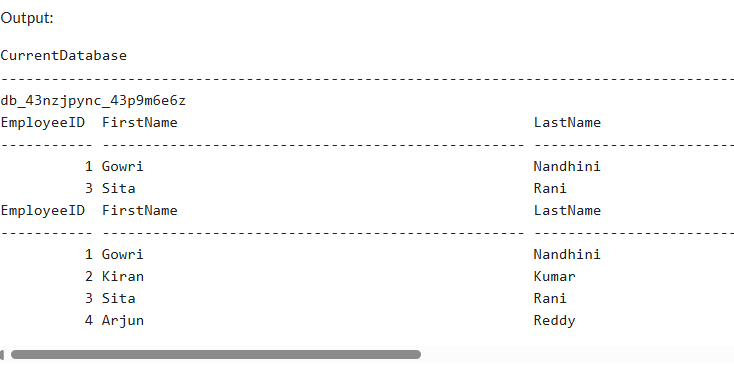 Output:
CurrentDatabase
--------------------------------------------------------------------------------------
db_43nzjpync_43p9m6e6z
EmployeeID  FirstName                                          LastName
----------- -------------------------------------------------- ------------------------
          1 Gowri                                              Nandhini
          3 Sita                                               Rani
EmployeeID  FirstName                                          LastName
----------- -------------------------------------------------- ------------------------
          1 Gowri                                              Nandhini
          2 Kiran                                              Kumar
          3 Sita                                               Rani
          4 Arjun                                              Reddy